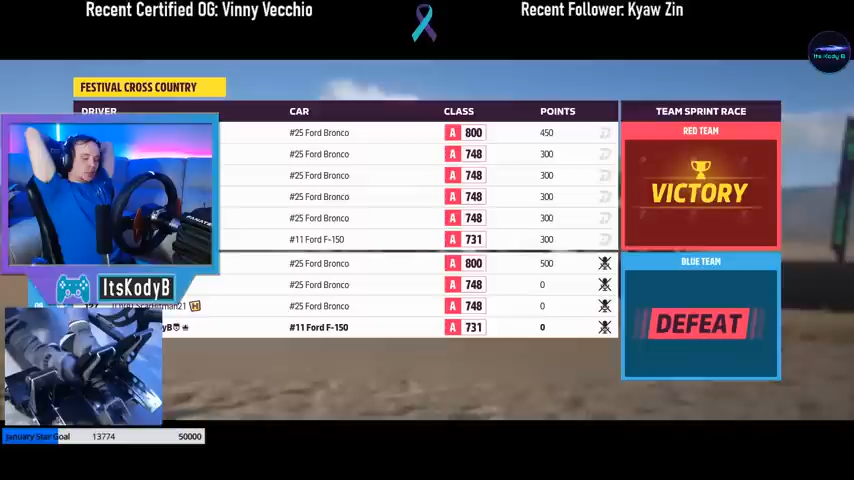 Recent Certified OG: Vinny Vecchio
Recent Follower: Kyaw Zin
ItsKody B
FESTIVAL CROSS COUNTRY
DRIVER CAR CLASS POINTS
#25 Ford Bronco A 800 450
#25 Ford Bronco A 748 300
#25 Ford Bronco A 748 300
#25 Ford Bronco A 748 300
#25 Ford Bronco A 748 300
#11 Ford F-150 A 731 300
#25 Ford Bronco A 800 500
#25 Ford Bronco A 748 0
#25 Ford Bronco A 748 0
#11 Ford F-150 A 731 0
TEAM SPRINT RACE
RED TEAM
VICTORY
BLUE TEAM
DEFEAT
FANATEC
ItsKodyB
January Star Goal 13774 50000